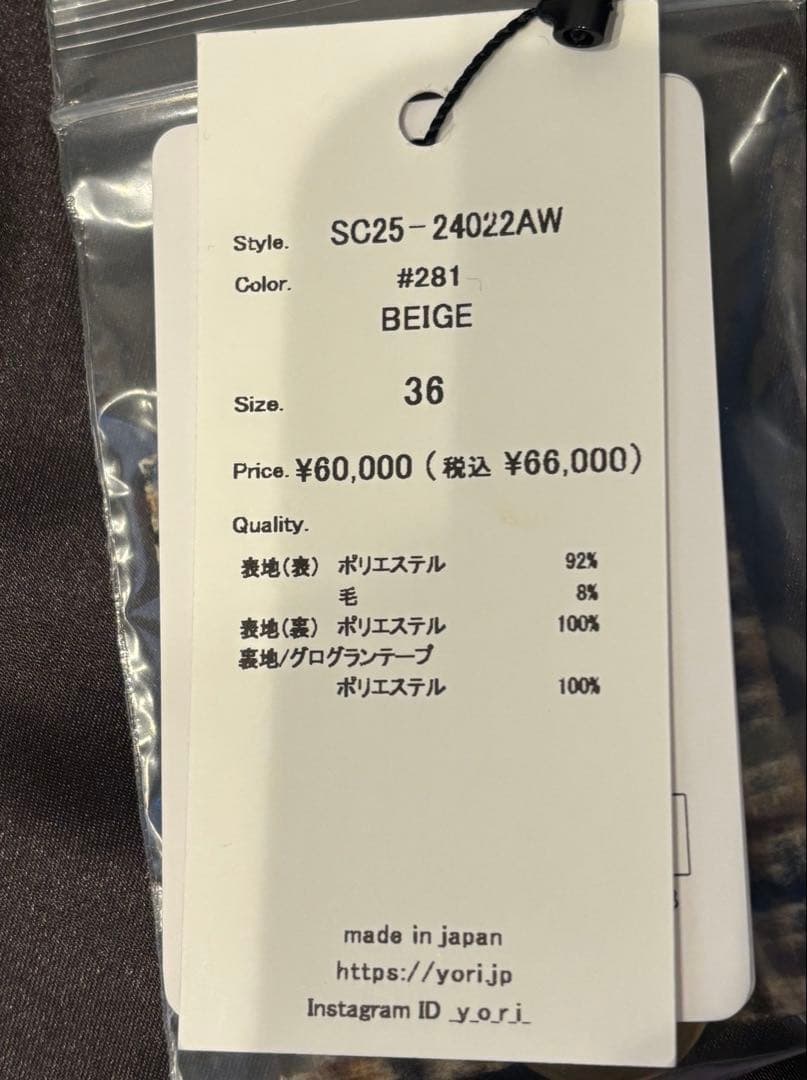 Style. SC25-24022AW
Color. #281
BEIGE
Size. 36
Price. ¥60,000 (税込 ¥66,000)
Quality.
表地(表) ポリエステル 92%
毛 8%
表地(裏) ポリエステル 100%
裏地/グログランテープ
ポリエステル 100%
made in japan
https://yori.jp
Instagram ID _y_o_r_i_